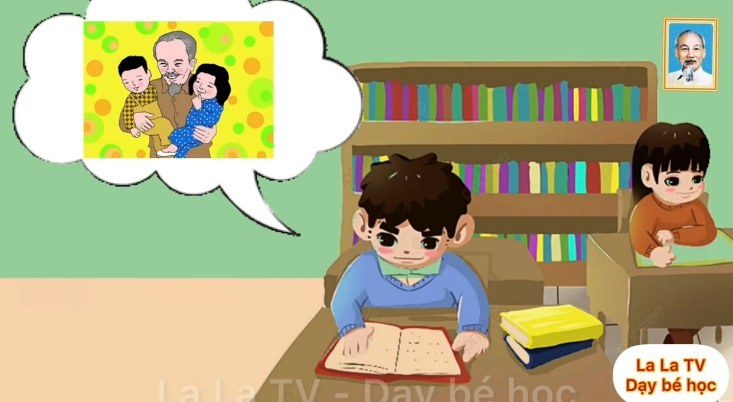 La La TV
Dạy bé học
La La TV - Dạy bé học